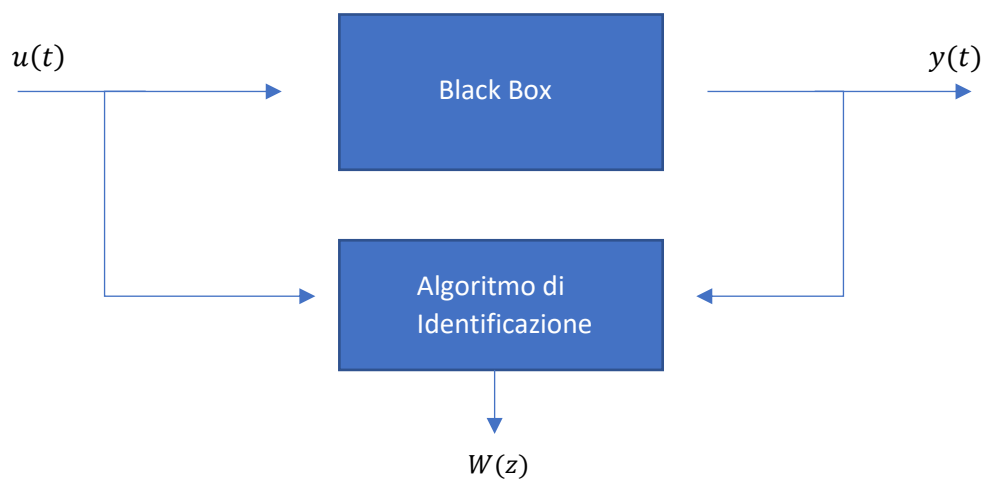 u(t)
Black Box
y(t)
Algoritmo di
Identificazione
W(z)